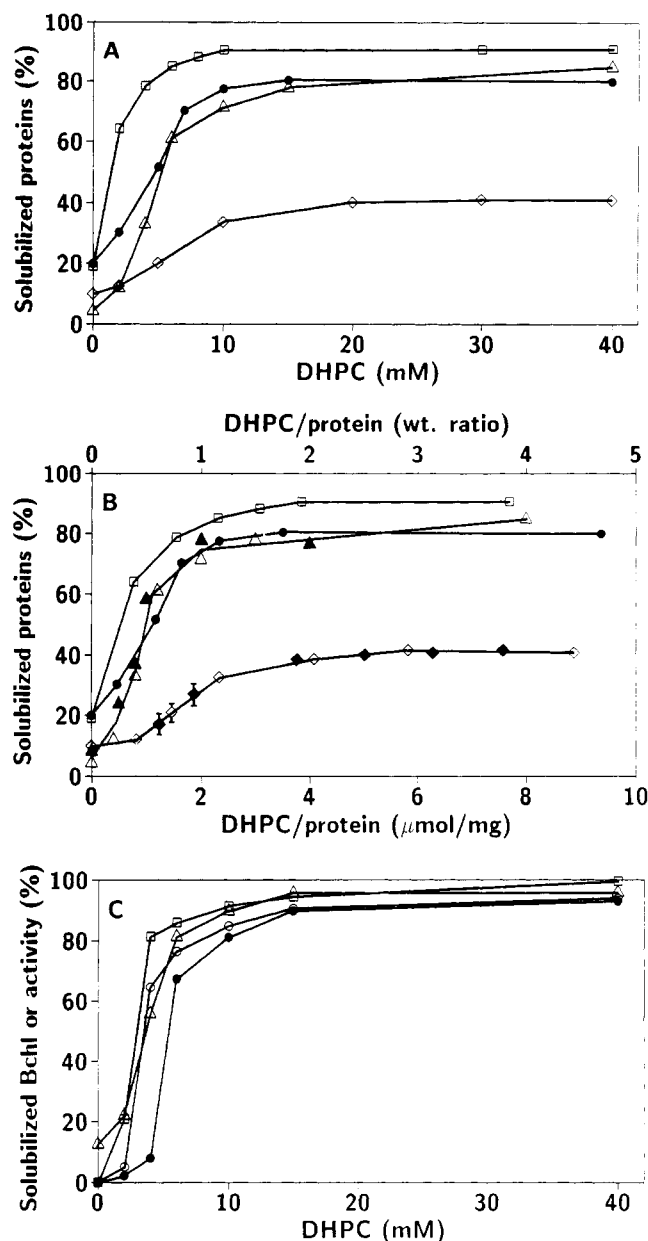 A
Solubilized proteins (%)
100
80
60
40
20
0
0 10 20 30 40
DHPC (mM)
DHPC/protein (wt. ratio)
0 1 2 3 4 5
B
Solubilized proteins (%)
100
80
60
40
20
0
0 2 4 6 8 10
DHPC/protein (μmol/mg)
C
Solubilized Bchl or activity (%)
100
80
60
40
20
0
0 10 20 30 40
DHPC (mM)